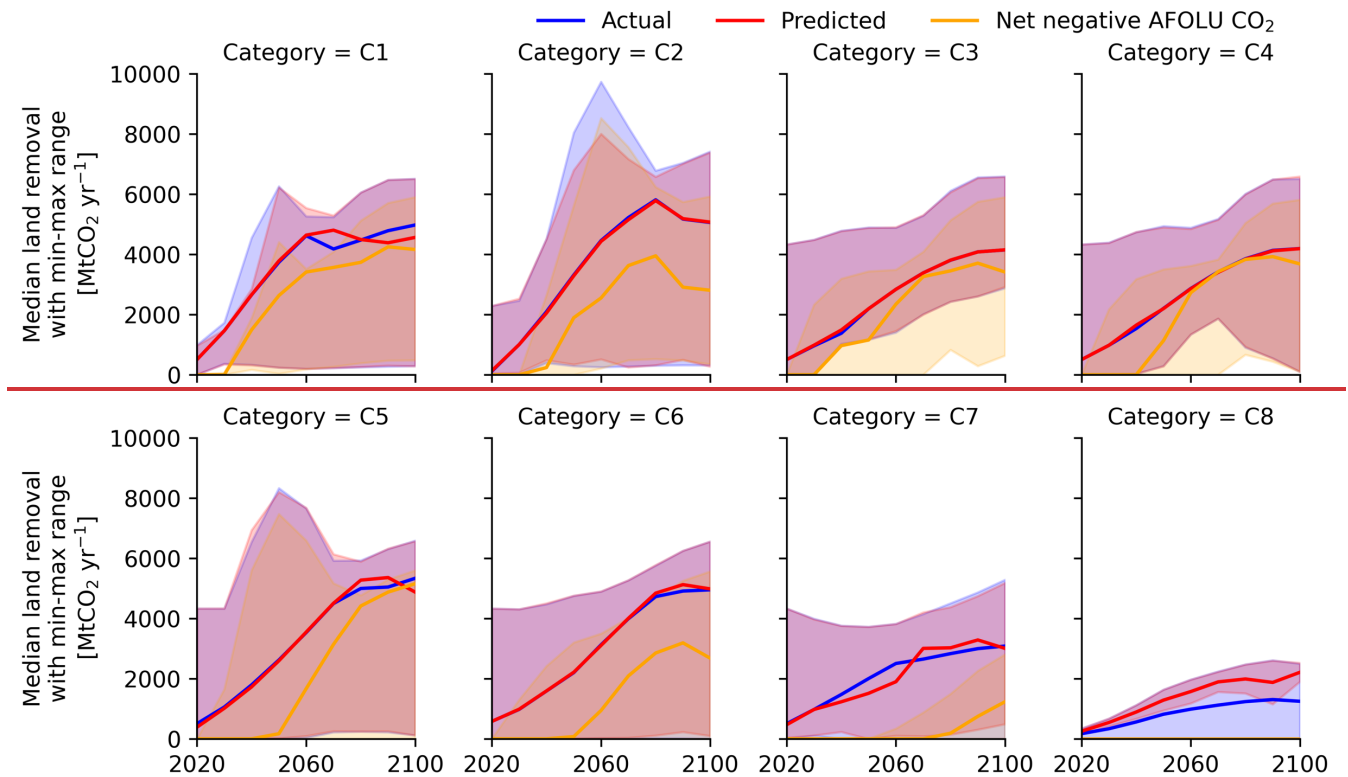 Actual Predicted Net negative AFOLU CO₂
Category = C1 Category = C2 Category = C3 Category = C4
Median land removal
with min-max range
[MtCO₂ yr⁻¹]
10000
8000
6000
4000
2000
0
Category = C5 Category = C6 Category = C7 Category = C8
Median land removal
with min-max range
[MtCO₂ yr⁻¹]
10000
8000
6000
4000
2000
0
2020 2060 2100 2020 2060 2100 2020 2060 2100 2020 2060 2100